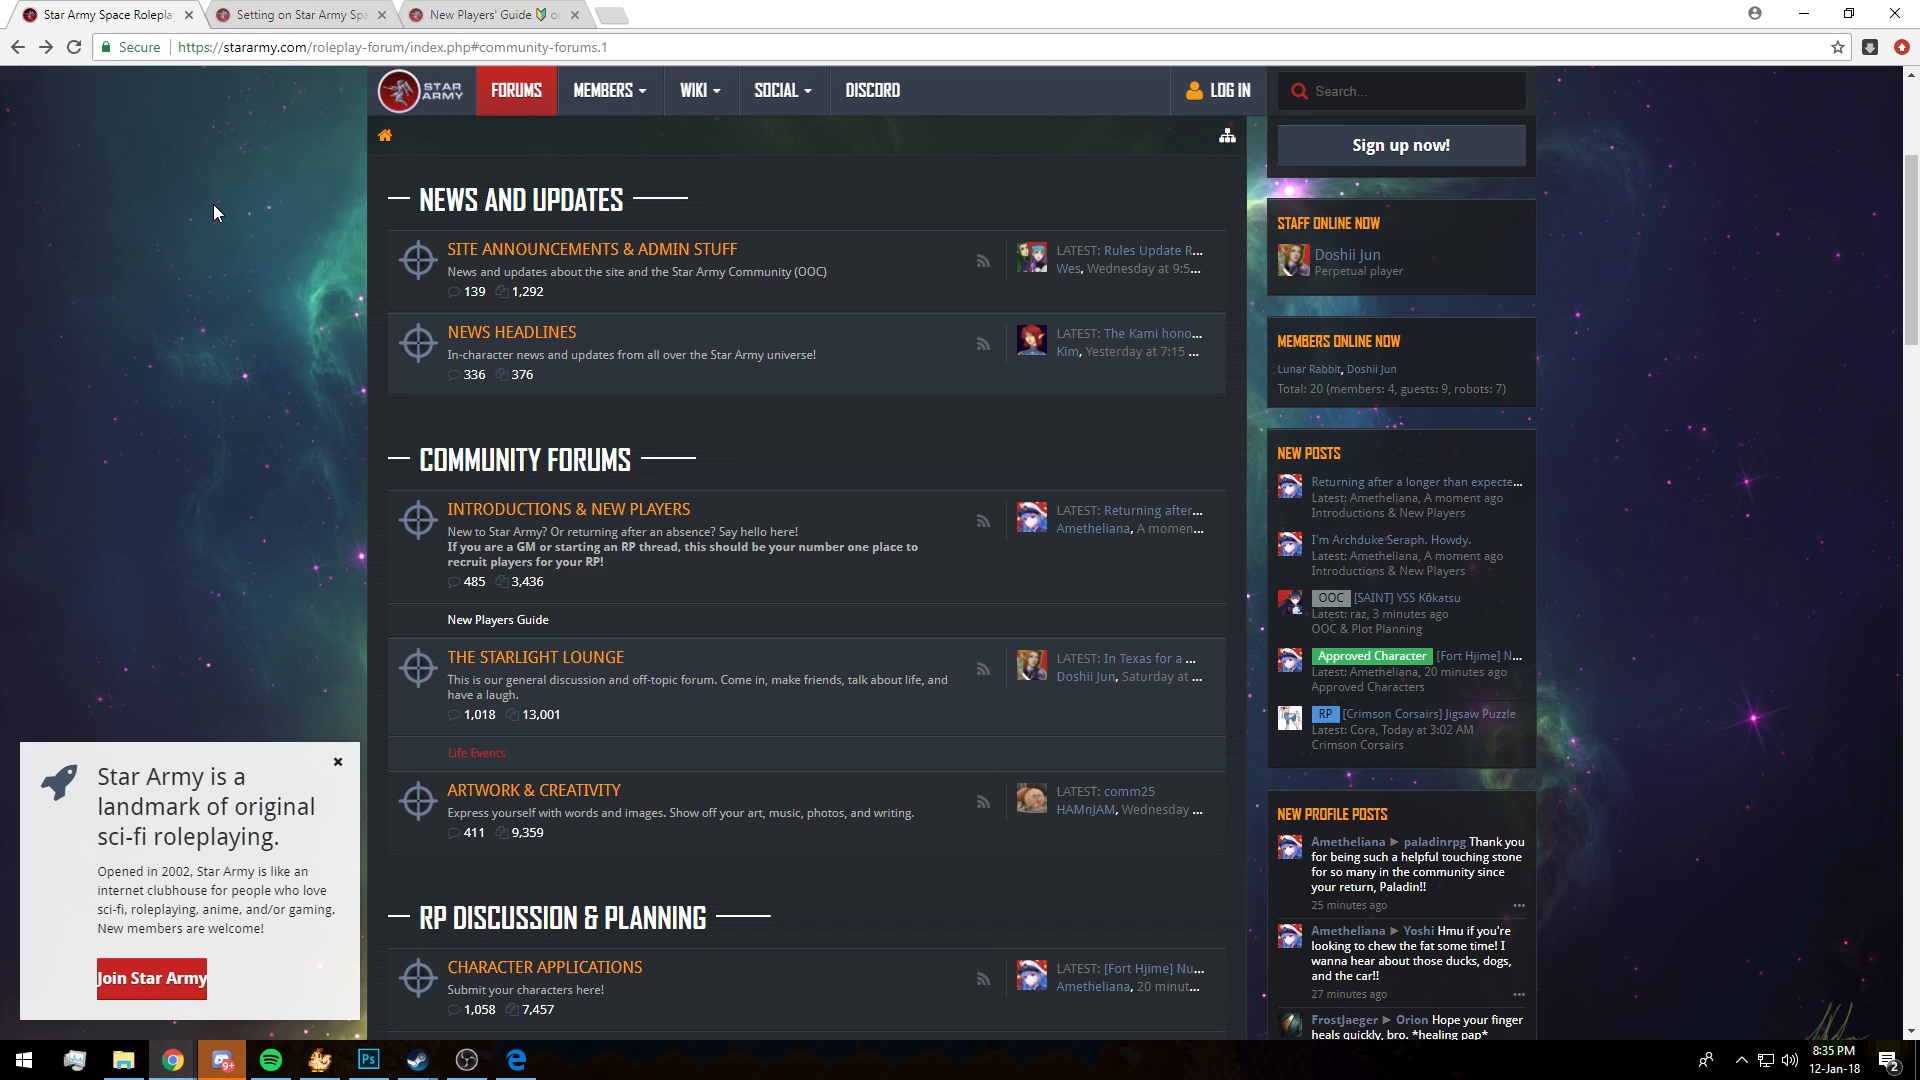 Star Army Space Rolepla
Setting on Star Army Spa
New Players' Guide
Secure
https://stararmy.com/roleplay-forum/index.php#community-forums.1
STAR ARMY
FORUMS
MEMBERS
WIKI
SOCIAL
DISCORD
LOG IN
Search...
Sign up now!
NEWS AND UPDATES
SITE ANNOUNCEMENTS & ADMIN STUFF
News and updates about the site and the Star Army Community (OOC)
139 1,292
LATEST: Rules Update R...
Wes, Wednesday at 9:5...
NEWS HEADLINES
In-character news and updates from all over the Star Army universe!
336 376
LATEST: The Kami hono...
Kim, Yesterday at 7:15 ...
COMMUNITY FORUMS
INTRODUCTIONS & NEW PLAYERS
New to Star Army? Or returning after an absence? Say hello here!
If you are a GM or starting an RP thread, this should be your number one place to
recruit players for your RP!
485 3,436
LATEST: Returning after...
Ametheliana, A momen...
New Players Guide
THE STARLIGHT LOUNGE
This is our general discussion and off-topic forum. Come in, make friends, talk about life, and
have a laugh.
1,018 13,001
LATEST: In Texas for a ...
Doshii Jun, Saturday at ...
Life Events
ARTWORK & CREATIVITY
Express yourself with words and images. Show off your art, music, photos, and writing.
411 9,359
LATEST: comm25
HAMnJAM, Wednesday ...
RP DISCUSSION & PLANNING
CHARACTER APPLICATIONS
Submit your characters here!
1,058 7,457
LATEST: [Fort Hjime] Nu...
Ametheliana, 20 minut...
STAFF ONLINE NOW
Doshii Jun
Perpetual player
MEMBERS ONLINE NOW
Lunar Rabbit, Doshii Jun
Total: 20 (members: 4, guests: 9, robots: 7)
NEW POSTS
Returning after a longer than expecte...
Latest: Ametheliana, A moment ago
Introductions & New Players
I'm Archduke Seraph. Howdy.
Latest: Ametheliana, A moment ago
Introductions & New Players
OOC [SAINT] YSS Kōkatsu
Latest: raz, 3 minutes ago
OOC & Plot Planning
Approved Character [Fort Hjime] N...
Latest: Ametheliana, 20 minutes ago
Approved Characters
RP [Crimson Corsairs] Jigsaw Puzzle
Latest: Cora, Today at 3:02 AM
Crimson Corsairs
NEW PROFILE POSTS
Ametheliana ► paladinrpg Thank you
for being such a helpful touching stone
for so many in the community since
your return, Paladin!!
25 minutes ago
Ametheliana ► Yoshi Hmu if you're
looking to chew the fat some time! I
wanna hear about those ducks, dogs,
and the car!!
27 minutes ago
FrostJaeger ► Orion Hope your finger
heals quickly, bro. *healing pap*
Star Army is a
landmark of original
sci-fi roleplaying.
Opened in 2002, Star Army is like an
internet clubhouse for people who love
sci-fi, roleplaying, anime, and/or gaming.
New members are welcome!
Join Star Army
9+
Ps
8:35 PM
12-Jan-18
2